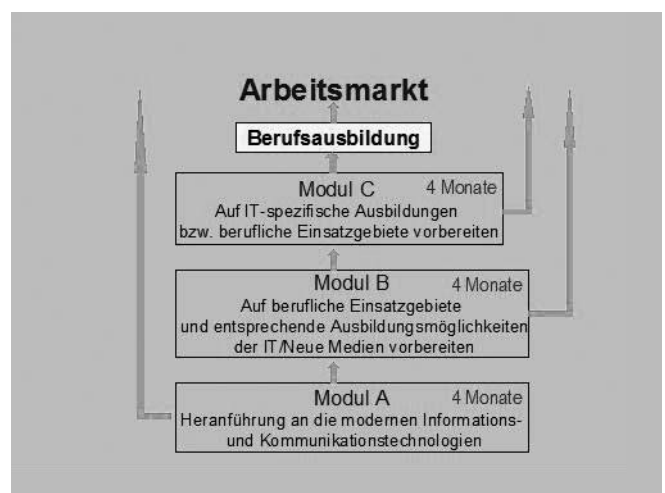 Arbeitsmarkt
Berufsausbildung
Modul C 4 Monate
Auf IT-spezifische Ausbildungen
bzw. berufliche Einsatzgebiete vorbereiten
Modul B 4 Monate
Auf berufliche Einsatzgebiete
und entsprechende Ausbildungsmöglichkeiten
der IT/Neue Medien vorbereiten
Modul A 4 Monate
Heranführung an die modernen Informations-
und Kommunikationstechnologien